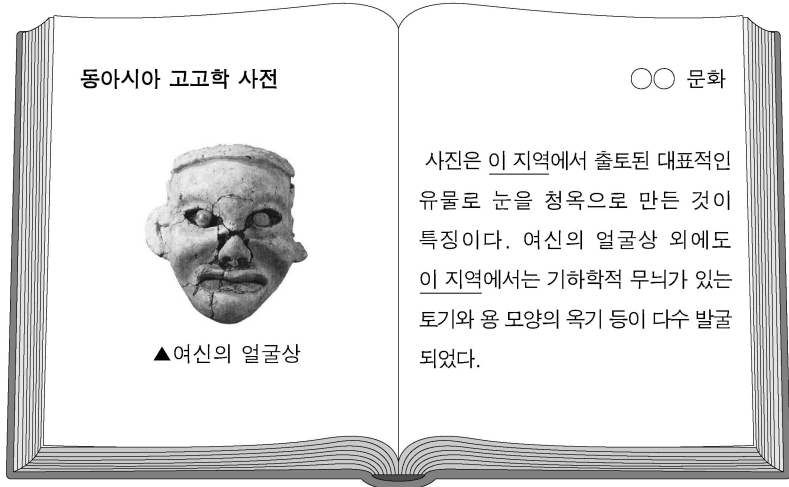 동아시아 고고학 사전
▲여신의 얼굴상
○○ 문화
사진은 이 지역에서 출토된 대표적인
유물로 눈을 청옥으로 만든 것이
특징이다. 여신의 얼굴상 외에도
이 지역에서는 기하학적 무늬가 있는
토기와 용 모양의 옥기 등이 다수 발굴
되었다.